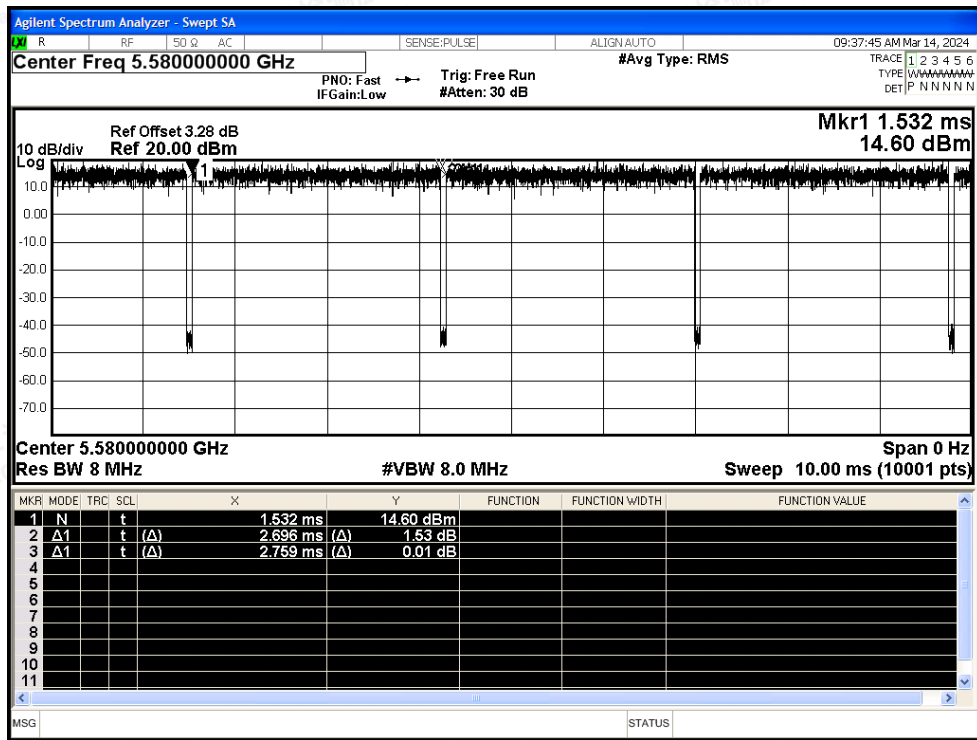 Agilent Spectrum Analyzer - Swept SA
LXI R RF 50 Ω AC SENSE:PULSE ALIGN AUTO 09:37:45 AM Mar 14, 2024
Center Freq 5.580000000 GHz
#Avg Type: RMS
TRACE 1 2 3 4 5 6
PNO: Fast Trig: Free Run
TYPE WWWWWW
IFGain:Low #Atten: 30 dB
DET P N N N N N
Mkr1 1.532 ms
14.60 dBm
Ref Offset 3.28 dB
10 dB/div Ref 20.00 dBm
Log
1
10.0
0.00
-10.0
-20.0
-30.0
-40.0
-50.0
-60.0
-70.0
Center 5.580000000 GHz Span 0 Hz
Res BW 8 MHz #VBW 8.0 MHz Sweep 10.00 ms (10001 pts)
MKR MODE TRC SCL X Y FUNCTION FUNCTION WIDTH FUNCTION VALUE
1 N t 1.532 ms 14.60 dBm
2 Δ1 t (Δ) 2.696 ms (Δ) 1.53 dB
3 Δ1 t (Δ) 2.759 ms (Δ) 0.01 dB
4
5
6
7
8
9
10
11
MSG STATUS